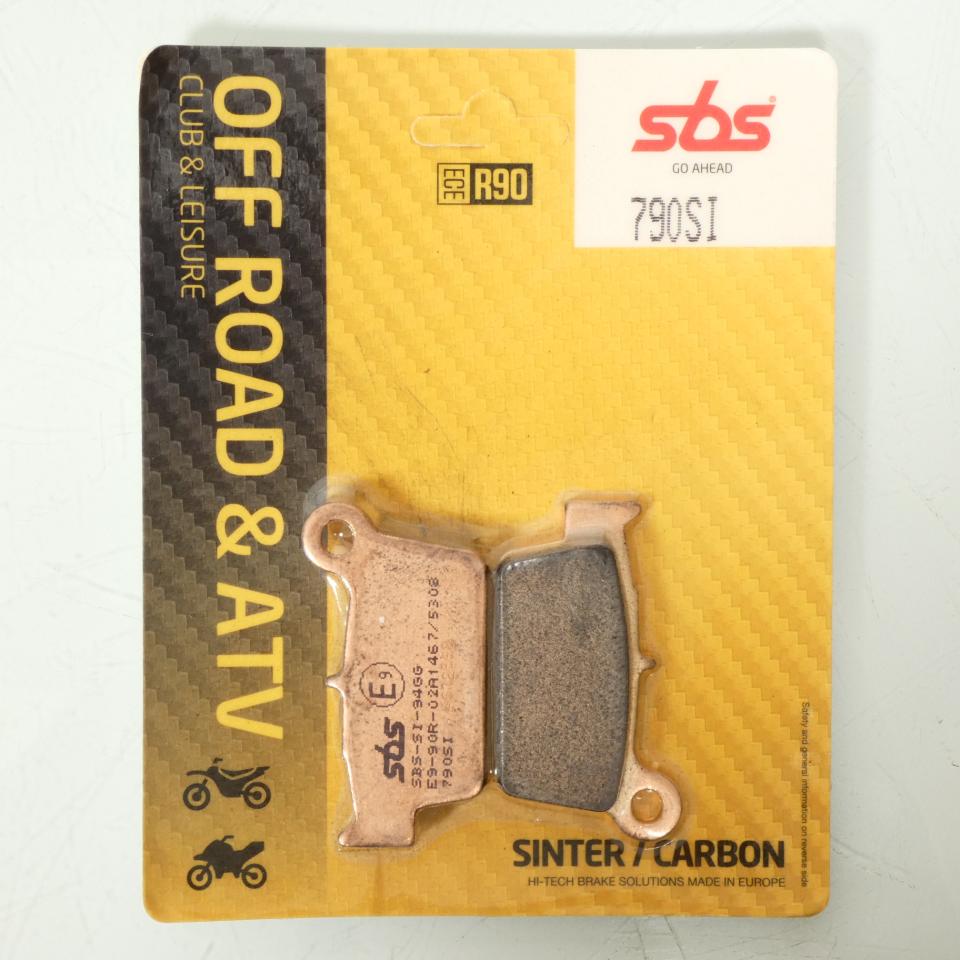 OFF ROAD & ATV
CLUB & LEISURE
ECE R90
sbs
GO AHEAD
790SI
sbs E9
SBS-SI-94GG
E9-90R-02A1467/5308
790SI
SINTER / CARBON
HI-TECH BRAKE SOLUTIONS MADE IN EUROPE
Safety and general information on reverse side